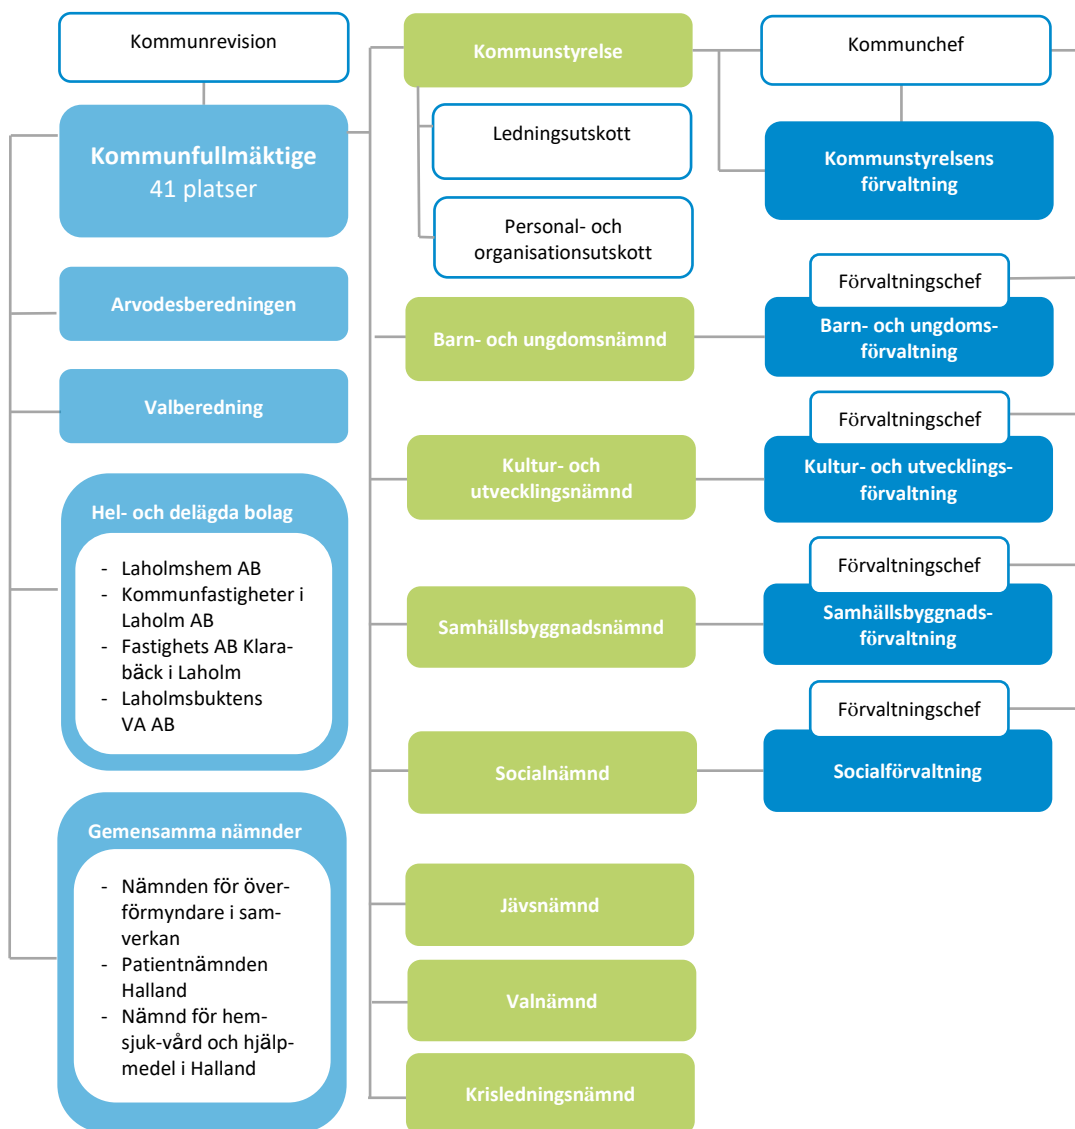 Kommunrevision
Kommunfullmäktige
41 platser
Arvodesberedningen
Valberedning
Hel- och delägda bolag
- Laholmshem AB
- Kommunfastigheter i
Laholm AB
- Fastighets AB Klara-
bäck i Laholm
- Laholmsbuktens
VA AB
Gemensamma nämnder
- Nämnden för över-
förmyndare i sam-
verkan
- Patientnämnden
Halland
- Nämnd för hem-
sjuk-vård och hjälp-
medel i Halland
Kommunstyrelse
Ledningsutskott
Personal- och
organisationsutskott
Barn- och ungdomsnämnd
Kultur- och
utvecklingsnämnd
Samhällsbyggnadsnämnd
Socialnämnd
Jävsnämnd
Valnämnd
Krisledningsnämnd
Kommunchef
Kommunstyrelsens
förvaltning
Förvaltningschef
Barn- och ungdoms-
förvaltning
Förvaltningschef
Kultur- och utvecklings-
förvaltning
Förvaltningschef
Samhällsbyggnads-
förvaltning
Förvaltningschef
Socialförvaltning